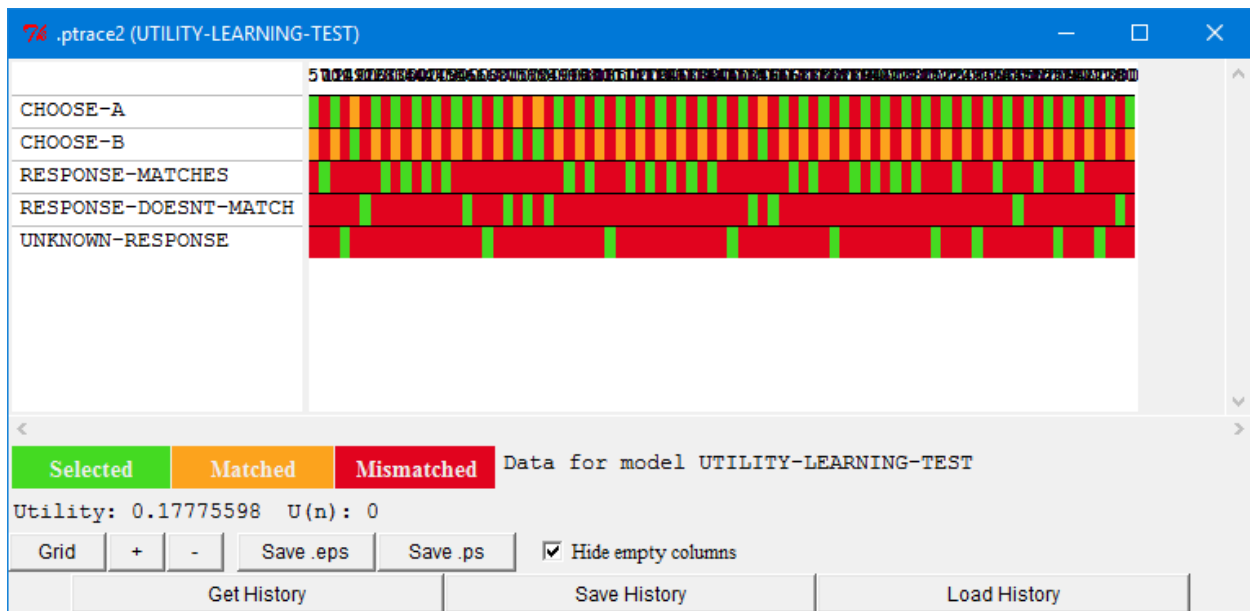 .ptrace2 (UTILITY-LEARNING-TEST)
CHOOSE-A
CHOOSE-B
RESPONSE-MATCHES
RESPONSE-DOESNT-MATCH
UNKNOWN-RESPONSE
Selected Matched Mismatched Data for model UTILITY-LEARNING-TEST
Utility: 0.17775598 U(n): 0
Grid + - Save .eps Save .ps Hide empty columns
Get History Save History Load History